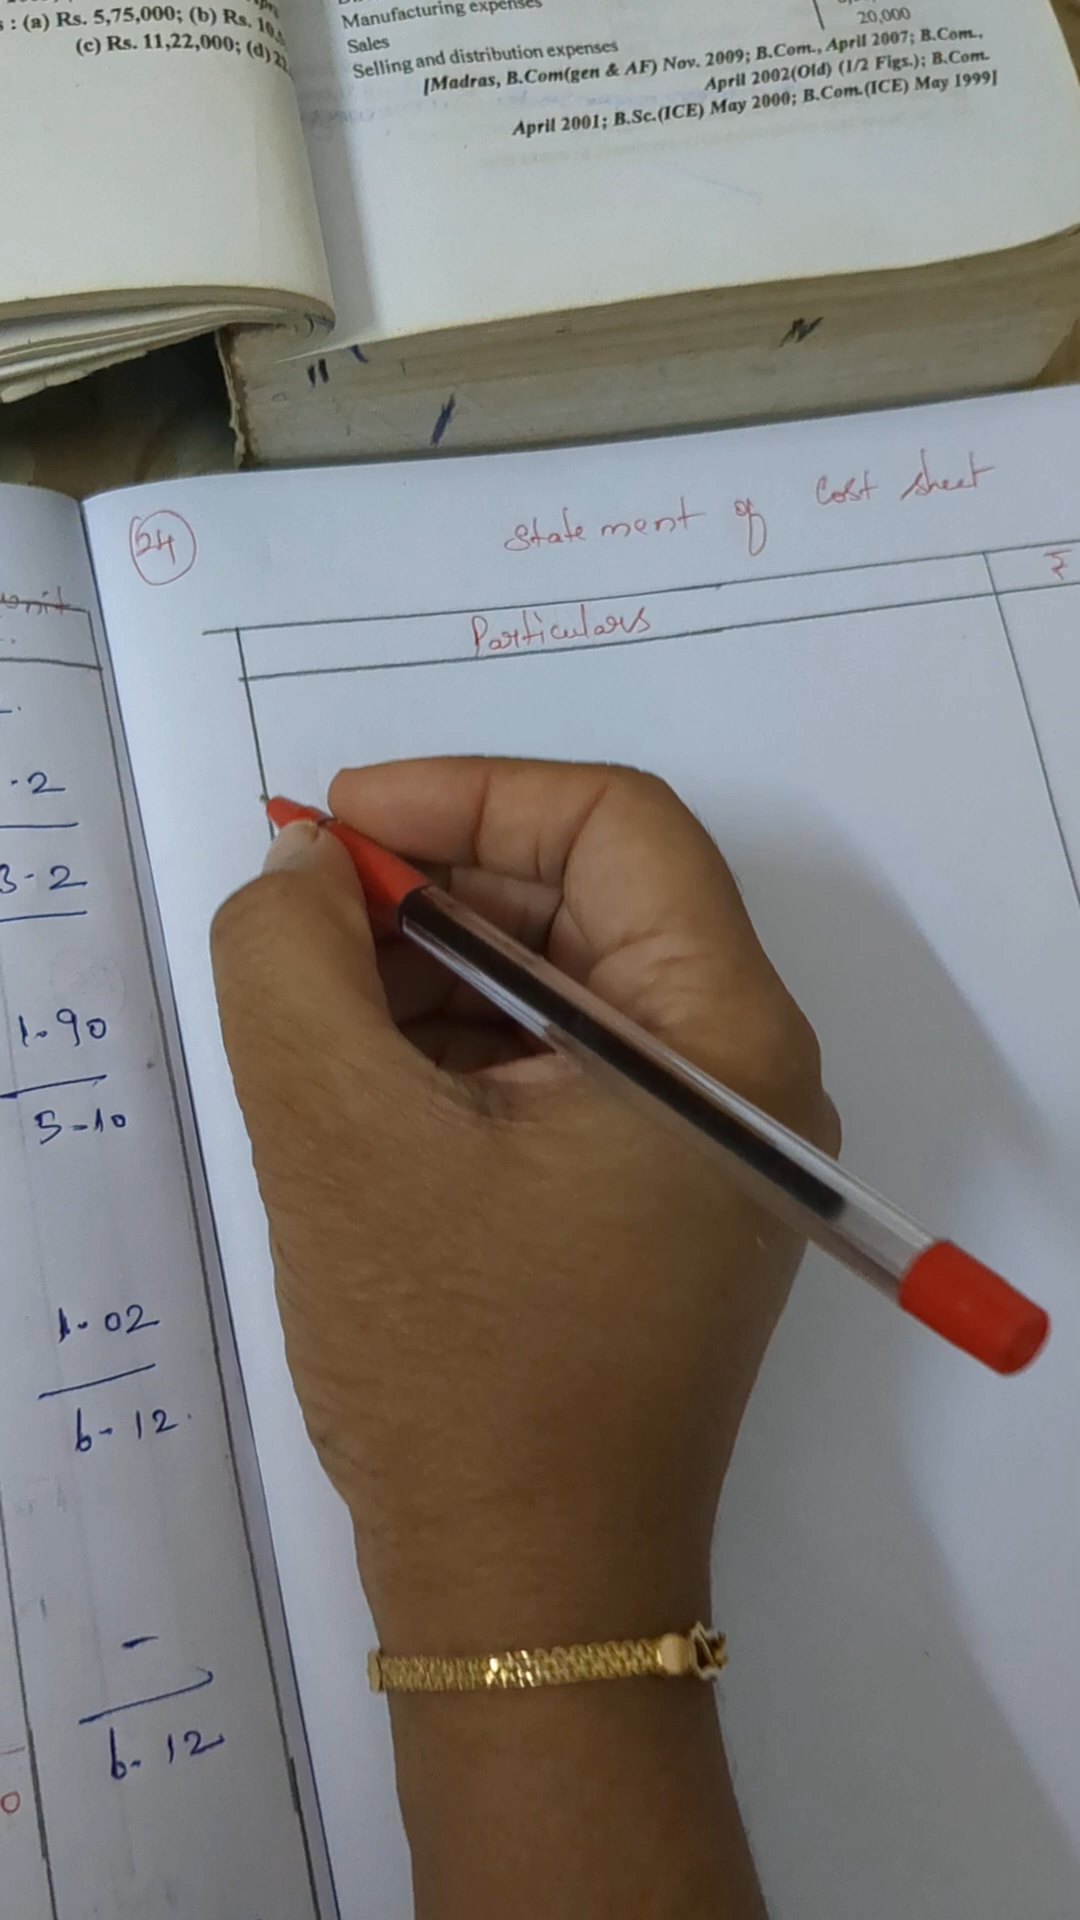 : (a) Rs. 5,75,000; (b) Rs. 10,
(c) Rs. 11,22,000; (d)
Manufacturing expenses
Sales
Selling and distribution expenses
20,000
[Madras, B.Com(gen & AF) Nov. 2009; B.Com., April 2007; B.Com.,
April 2002(Old) (1/2 Figs.); B.Com.
April 2001; B.Sc.(ICE) May 2000; B.Com.(ICE) May 1999]
24
Statement of Cost sheet
Particulars ₹
unit
.2
3-2
1.90
5-10
1.02
6-12.
-
6.12
0